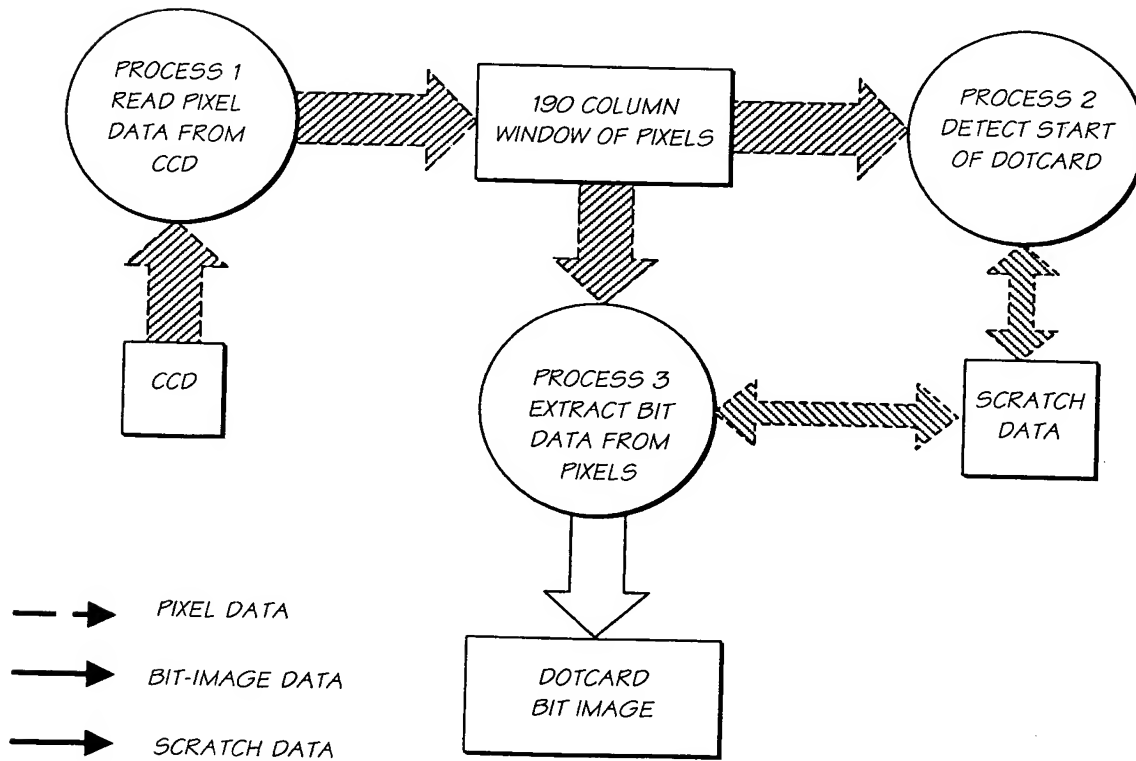 PROCESS 1
READ PIXEL
DATA FROM
CCD
190 COLUMN
WINDOW OF PIXELS
PROCESS 2
DETECT START
OF DOTCARD
CCD
PROCESS 3
EXTRACT BIT
DATA FROM
PIXELS
SCRATCH
DATA
PIXEL DATA
BIT-IMAGE DATA
SCRATCH DATA
DOTCARD
BIT IMAGE